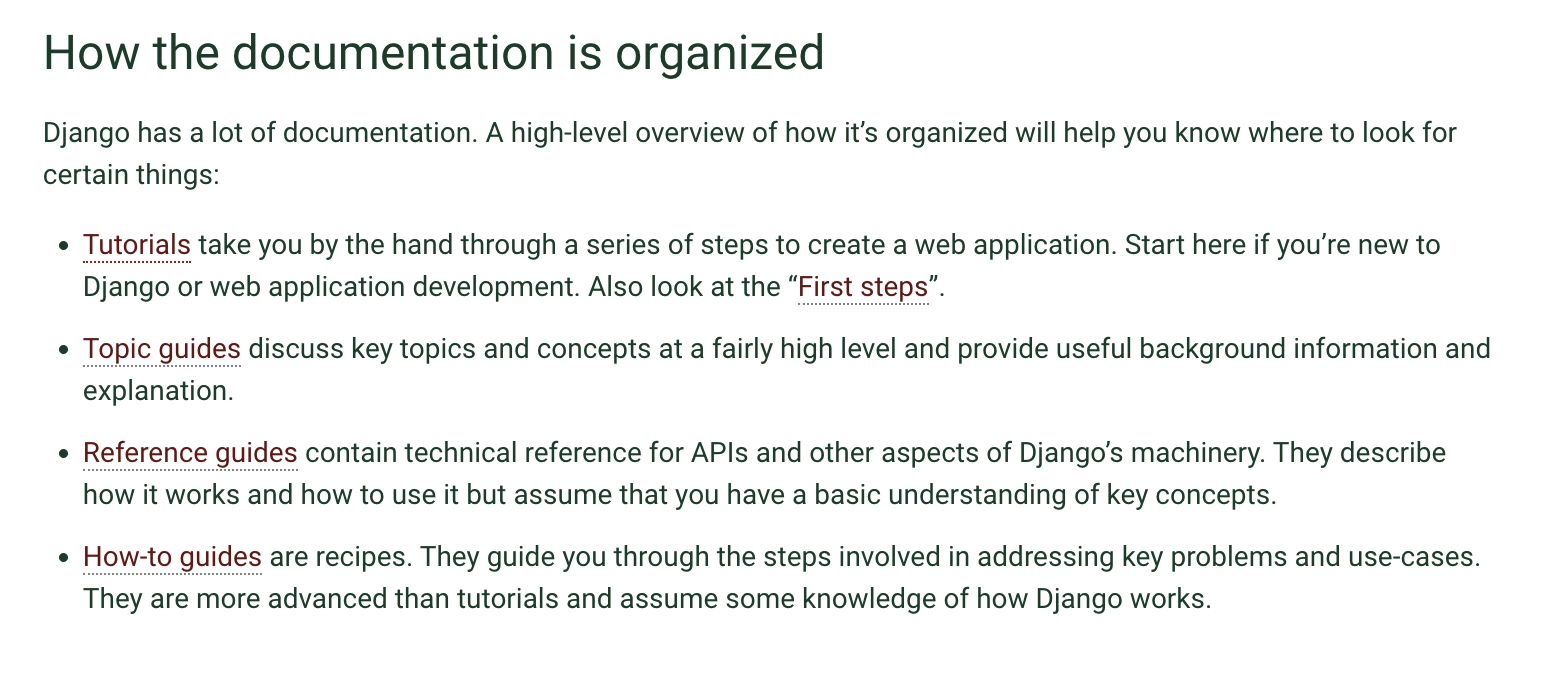 How the documentation is organized
Django has a lot of documentation. A high-level overview of how it’s organized will help you know where to look for
certain things:
Tutorials take you by the hand through a series of steps to create a web application. Start here if you’re new to
Django or web application development. Also look at the “First steps”.
Topic guides discuss key topics and concepts at a fairly high level and provide useful background information and
explanation.
Reference guides contain technical reference for APIs and other aspects of Django’s machinery. They describe
how it works and how to use it but assume that you have a basic understanding of key concepts.
How-to guides are recipes. They guide you through the steps involved in addressing key problems and use-cases.
They are more advanced than tutorials and assume some knowledge of how Django works.